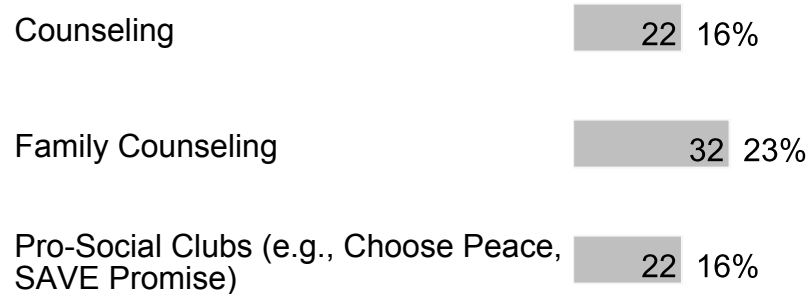 Counseling 22 16%
Family Counseling 32 23%
Pro-Social Clubs (e.g., Choose Peace,
SAVE Promise) 22 16%